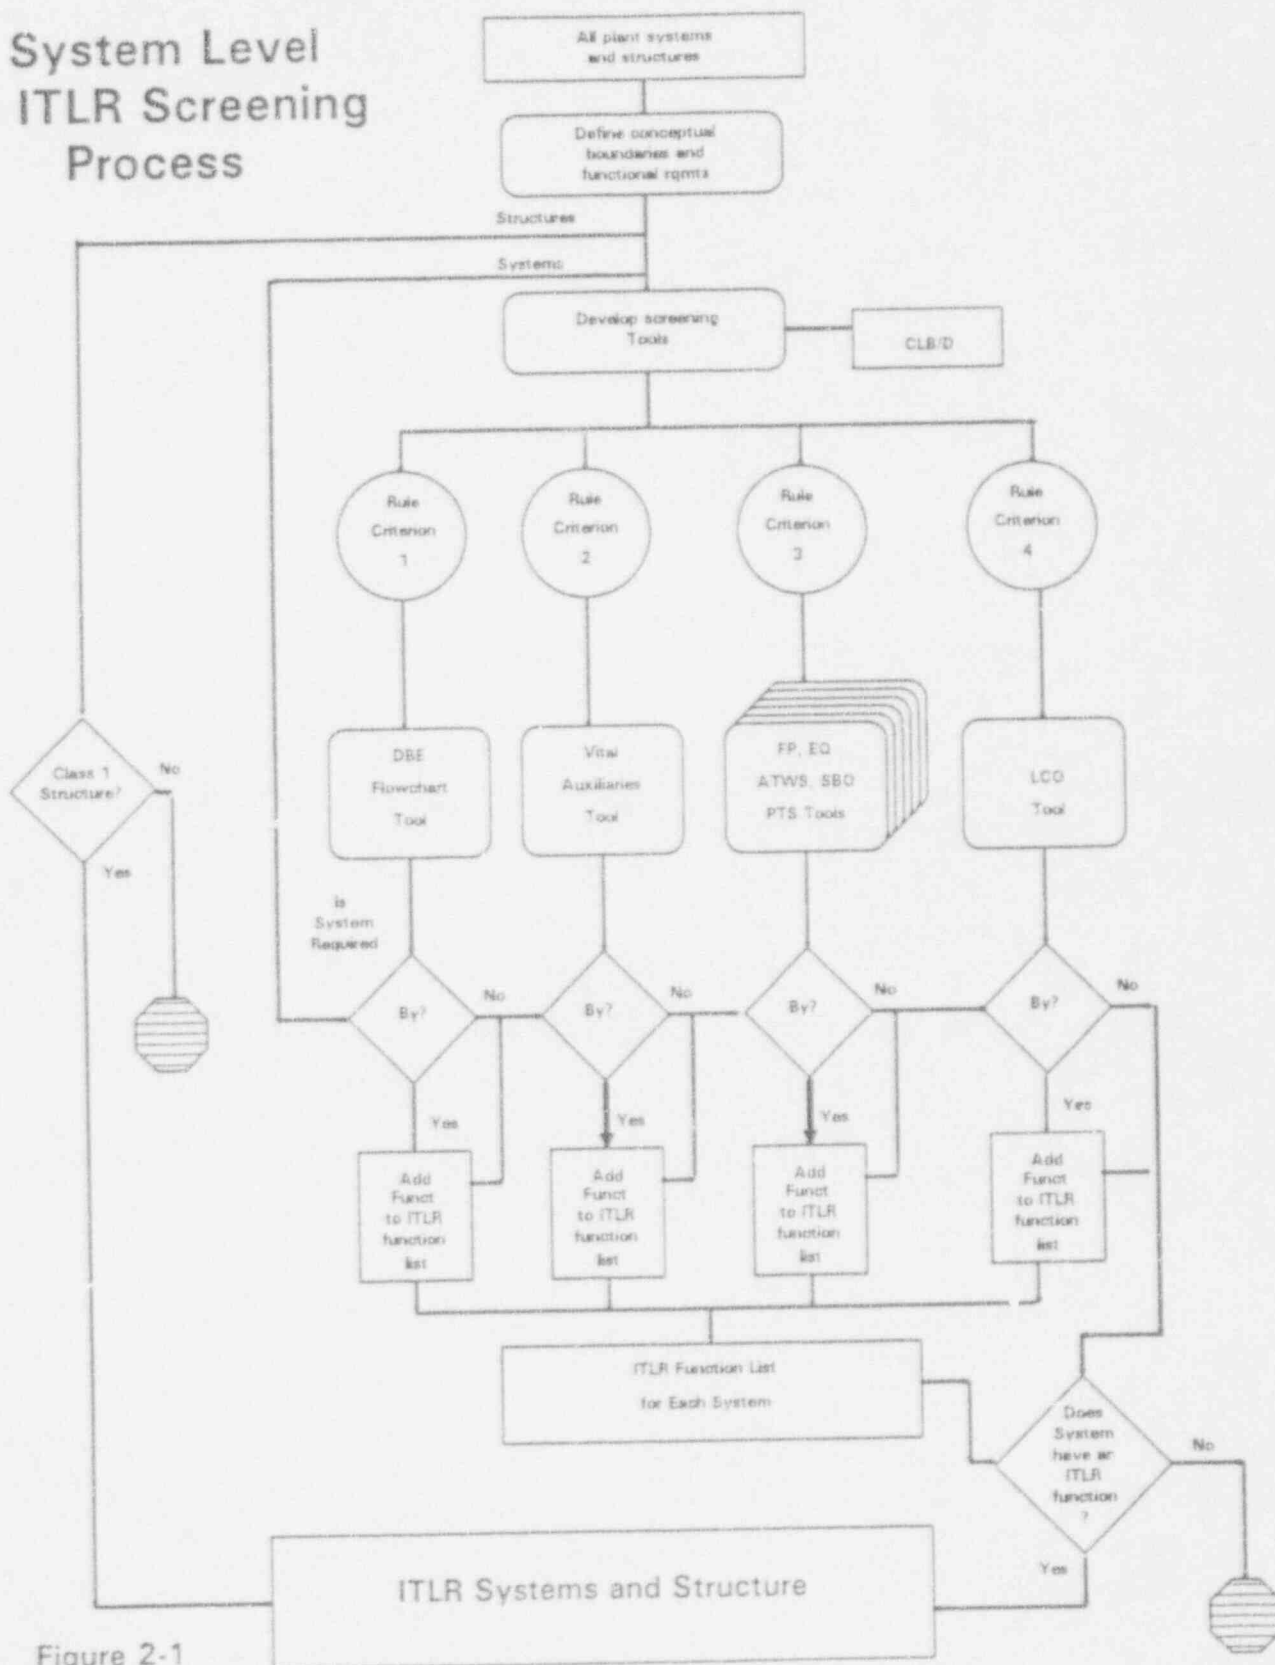 System Level
ITLR Screening
Process
All plant systems
and structures
Define conceptual
boundaries and
functional rqmts
Structures
Systems
Develop screening
Tools
CLB/D
Rule
Criterion
1
Rule
Criterion
2
Rule
Criterion
3
Rule
Criterion
4
DBE
Flowchart
Tool
Vital
Auxiliaries
Tool
FP, EQ
ATWS, SBO
PTS Tools
LCO
Tool
Class 1
Structure?
No
Yes
is
System
Required
By?
No
By?
No
By?
No
By?
No
Yes
Yes
Yes
Yes
Add
Funct
to ITLR
function
list
Add
Funct
to ITLR
function
list
Add
Funct
to ITLR
function
list
Add
Funct
to ITLR
function
list
ITLR Function List
for Each System
Does
System
have an
ITLR
function
?
No
Yes
ITLR Systems and Structure
Figure 2-1